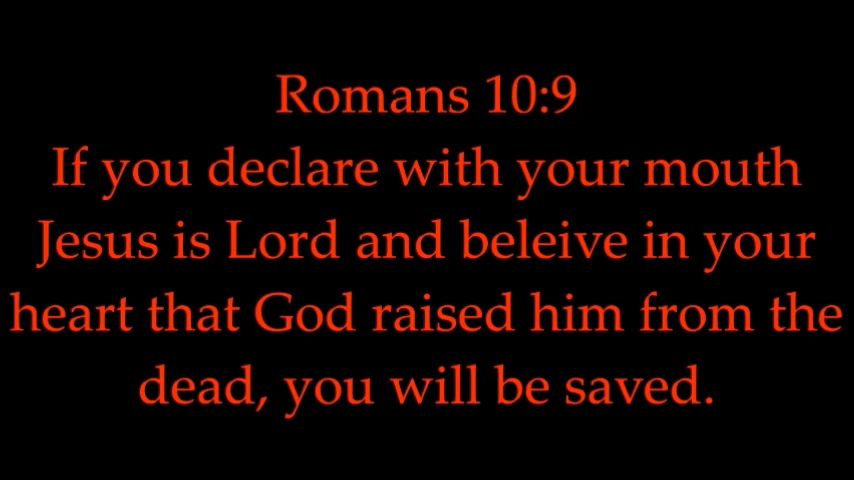 Romans 10:9
If you declare with your mouth
Jesus is Lord and beleive in your
heart that God raised him from the
dead, you will be saved.